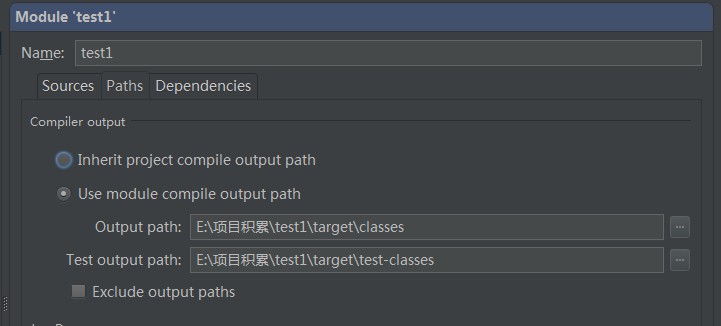 Module 'test1'
Name: test1
Sources Paths Dependencies
Compiler output
Inherit project compile output path
Use module compile output path
Output path: E:\项目积累\test1\target\classes ...
Test output path: E:\项目积累\test1\target\test-classes ...
Exclude output paths